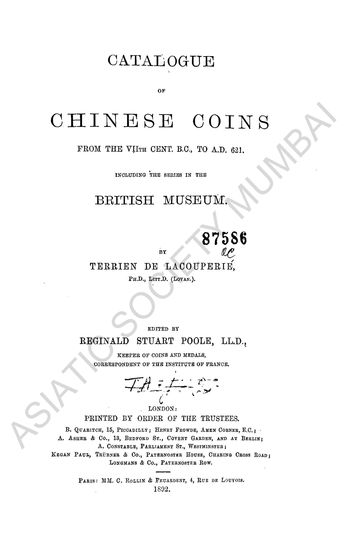 CATALOGUE
OF
CHINESE COINS
FROM THE VIITH CENT. B.C., TO A.D. 621.
INCLUDING THE SERIES IN THE
BRITISH MUSEUM.
87586
BY
TERRIEN DE LACOUPERIE,
PH.D., LITT.D. (LOVAN.).
EDITED BY
REGINALD STUART POOLE, LL.D.,
KEEPER OF COINS AND MEDALS,
CORRESPONDENT OF THE INSTITUTE OF FRANCE.
LONDON:
PRINTED BY ORDER OF THE TRUSTEES.
B. QUARITCH, 15, PICCADILLY; HENRY FROWDE, AMEN CORNER, E.C.;
A. ASHER & CO., 13, BEDFORD ST., COVENT GARDEN, AND AT BERLIN;
A. CONSTABLE, PARLIAMENT ST., WESTMINSTER;
KEGAN PAUL, TRÜBNER & CO., PATERNOSTER HOUSE, CHARING CROSS ROAD;
LONGMANS & CO., PATERNOSTER ROW.
PARIS: MM. C. ROLLIN & FEUARDENT, 4, RUE DE LOUVOIS.
1892.
ASIATIC SOCIETY MUMBAI